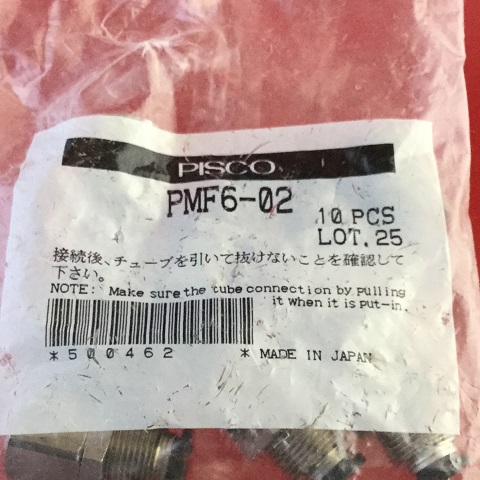 PISCO
PMF6-02
10 PCS
LOT.25
接続後、チューブを引いて抜けないことを確認して
下さい。
NOTE: Make sure the tube connection by pulling
it when it is put-in.
*500462*
MADE IN JAPAN